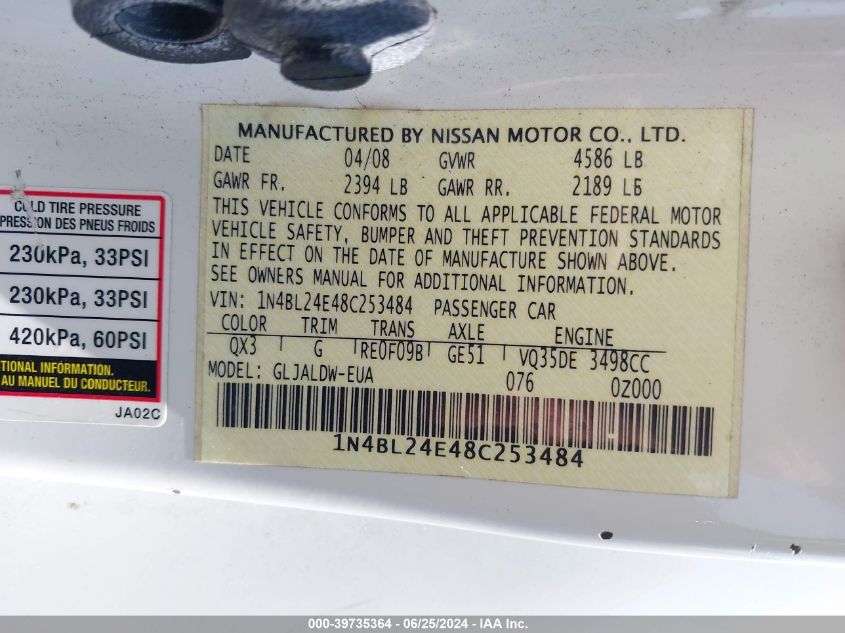 MANUFACTURED BY NISSAN MOTOR CO., LTD.
DATE 04/08 GVWR 4586 LB
GAWR FR. 2394 LB GAWR RR. 2189 LB
THIS VEHICLE CONFORMS TO ALL APPLICABLE FEDERAL MOTOR
VEHICLE SAFETY, BUMPER AND THEFT PREVENTION STANDARDS
IN EFFECT ON THE DATE OF MANUFACTURE SHOWN ABOVE.
SEE OWNERS MANUAL FOR ADDITIONAL INFORMATION.
VIN: 1N4BL24E48C253484 PASSENGER CAR
COLOR TRIM TRANS AXLE ENGINE
QX3 G RE0F09B GE51 VQ35DE 3498CC
MODEL: GLJALDW-EUA 076 0Z000
1N4BL24E48C253484
COLD TIRE PRESSURE
PRESSION DES PNEUS FROIDS
230kPa, 33PSI
230kPa, 33PSI
420kPa, 60PSI
TIONAL INFORMATION.
AU MANUEL DU CONDUCTEUR.
JA02C
000-39735364 - 06/25/2024 - IAA Inc.